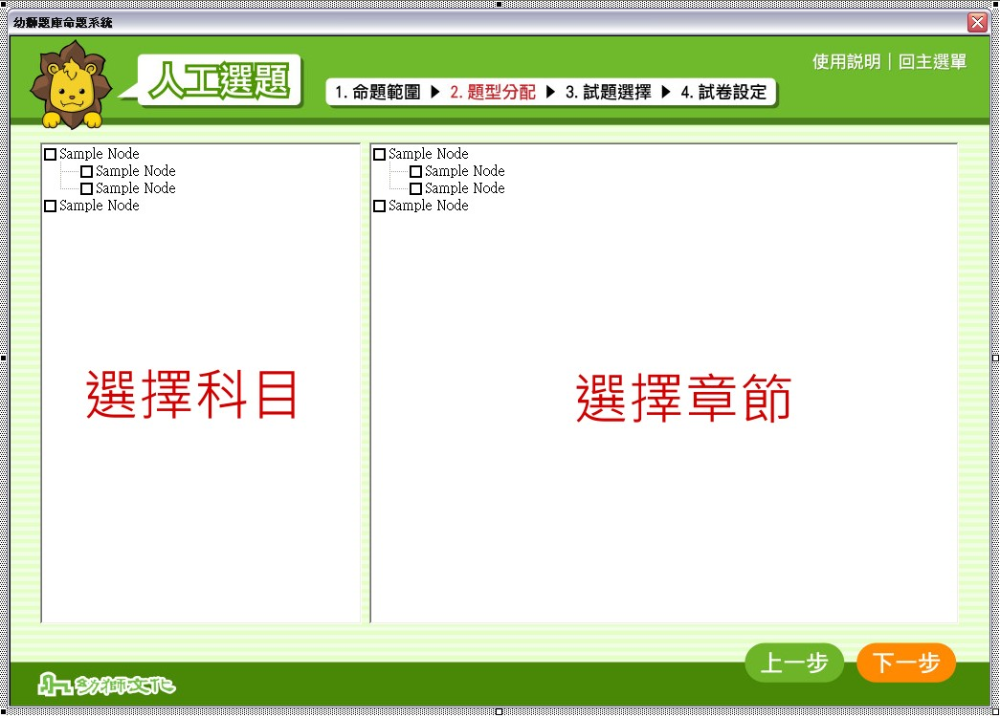 幼獅題庫命題系統
人工選題
使用說明｜回主選單
1. 命題範圍 ▶ 2. 題型分配 ▶ 3. 試題選擇 ▶ 4. 試卷設定
Sample Node
Sample Node
Sample Node
Sample Node
選擇科目
Sample Node
Sample Node
Sample Node
Sample Node
選擇章節
上一步
下一步
幼獅文化